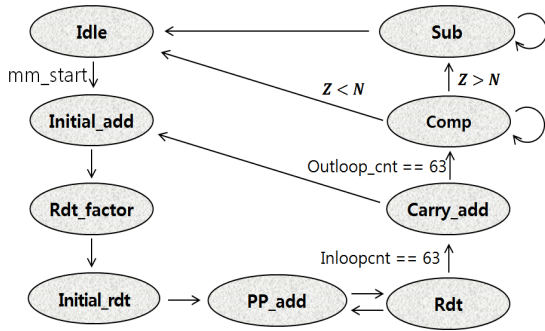 Idle
Sub
mm_start
Z < N
Z > N
Initial_add
Comp
Outloop_cnt == 63
Rdt_factor
Carry_add
Inloopcnt == 63
Initial_rdt
PP_add
Rdt